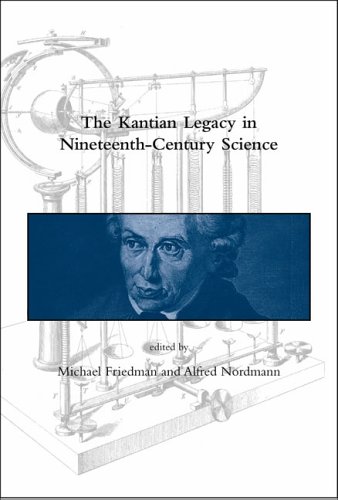 The Kantian Legacy in
Nineteenth-Century Science
edited by
Michael Friedman and Alfred Nordmann